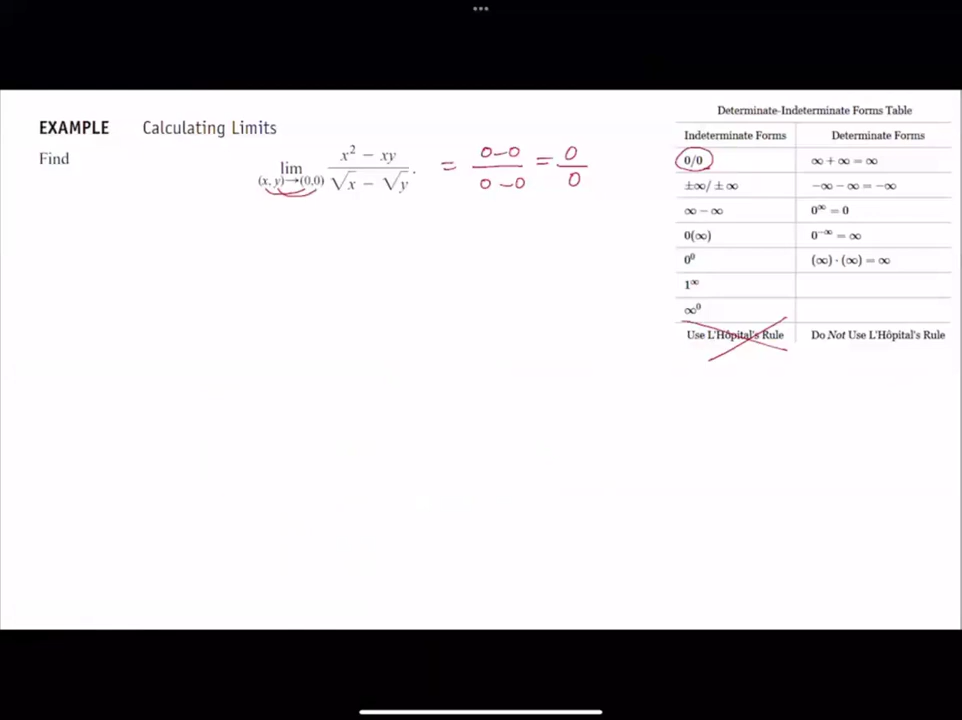 EXAMPLE Calculating Limits
Find
lim (x, y)→(0,0) x² − xy / √x − √y . = 0−0 / 0−0 = 0 / 0
Determinate-Indeterminate Forms Table
Indeterminate Forms Determinate Forms
0/0 ∞ + ∞ = ∞
±∞/ ± ∞ −∞ − ∞ = −∞
∞ − ∞ 0^∞ = 0
0(∞) 0^−∞ = ∞
0⁰ (∞) · (∞) = ∞
1^∞
∞⁰
Use L'Hôpital's Rule Do Not Use L'Hôpital's Rule